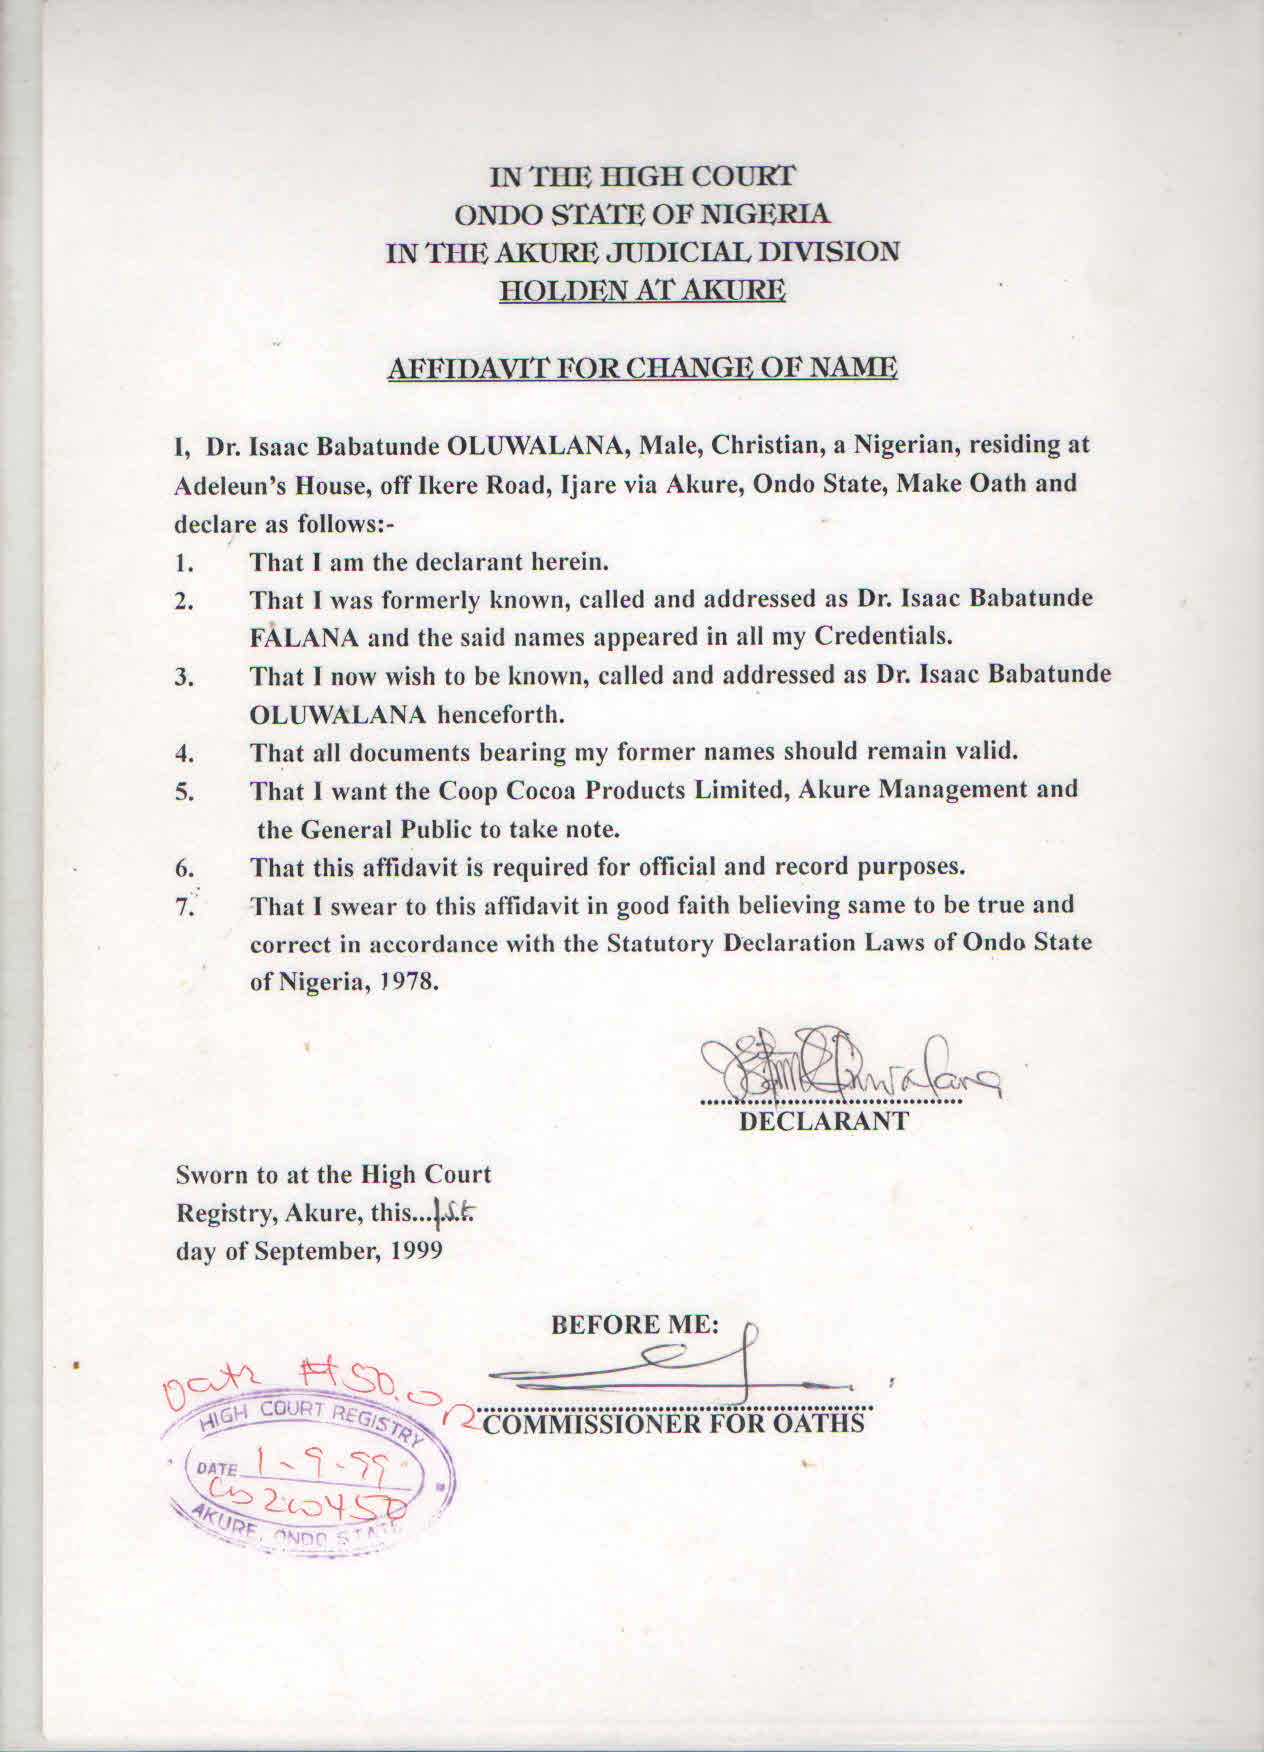 IN THE HIGH COURT
ONDO STATE OF NIGERIA
IN THE AKURE JUDICIAL DIVISION
HOLDEN AT AKURE
AFFIDAVIT FOR CHANGE OF NAME
I, Dr. Isaac Babatunde OLUWALANA, Male, Christian, a Nigerian, residing at
Adeleun's House, off Ikere Road, Ijare via Akure, Ondo State, Make Oath and
declare as follows:-
1. That I am the declarant herein.
2. That I was formerly known, called and addressed as Dr. Isaac Babatunde
FALANA and the said names appeared in all my Credentials.
3. That I now wish to be known, called and addressed as Dr. Isaac Babatunde
OLUWALANA henceforth.
4. That all documents bearing my former names should remain valid.
5. That I want the Coop Cocoa Products Limited, Akure Management and
the General Public to take note.
6. That this affidavit is required for official and record purposes.
7. That I swear to this affidavit in good faith believing same to be true and
correct in accordance with the Statutory Declaration Laws of Ondo State
of Nigeria, 1978.
DECLARANT
Sworn to at the High Court
Registry, Akure, this...1st
day of September, 1999
BEFORE ME:
Oath ₦50.00
COMMISSIONER FOR OATHS
HIGH COURT REGISTRY
DATE 1-9-99
200450
AKURE, ONDO STATE